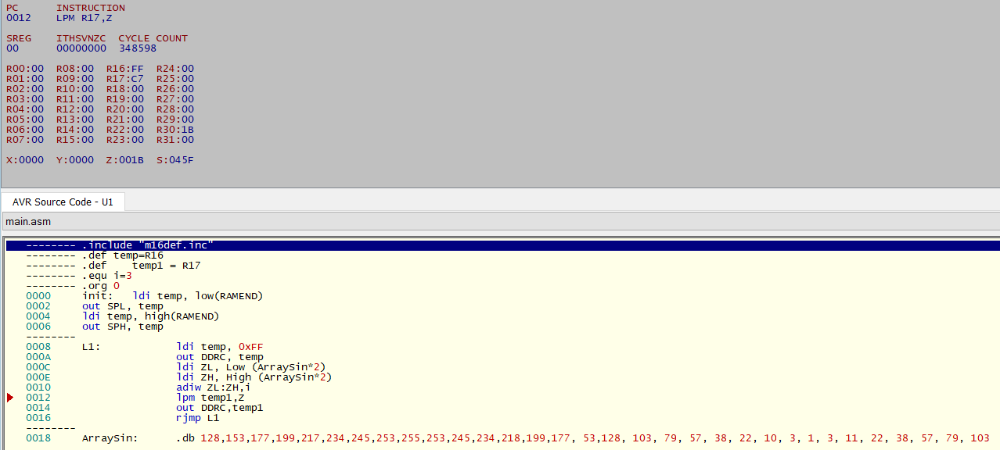 PC INSTRUCTION
0012 LPM R17,Z
SREG ITHSVNZC CYCLE COUNT
00 00000000 348598
R00:00 R08:00 R16:FF R24:00
R01:00 R09:00 R17:C7 R25:00
R02:00 R10:00 R18:00 R26:00
R03:00 R11:00 R19:00 R27:00
R04:00 R12:00 R20:00 R28:00
R05:00 R13:00 R21:00 R29:00
R06:00 R14:00 R22:00 R30:1B
R07:00 R15:00 R23:00 R31:00
X:0000 Y:0000 Z:001B S:045F
AVR Source Code - U1
main.asm
-------- .include "m16def.inc"
-------- .def temp=R16
-------- .def temp1 = R17
-------- .equ i=3
-------- .org 0
0000 init: ldi temp, low(RAMEND)
0002 out SPL, temp
0004 ldi temp, high(RAMEND)
0006 out SPH, temp
--------
0008 L1: ldi temp, 0xFF
000A out DDRC, temp
000C ldi ZL, Low (ArraySin*2)
000E ldi ZH, High (ArraySin*2)
0010 adiw ZL:ZH,i
0012 lpm temp1,Z
0014 out DDRC,temp1
0016 rjmp L1
--------
0018 ArraySin: .db 128,153,177,199,217,234,245,253,255,253,245,234,218,199,177, 53,128, 103, 79, 57, 38, 22, 10, 3, 1, 3, 11, 22, 38, 57, 79, 103